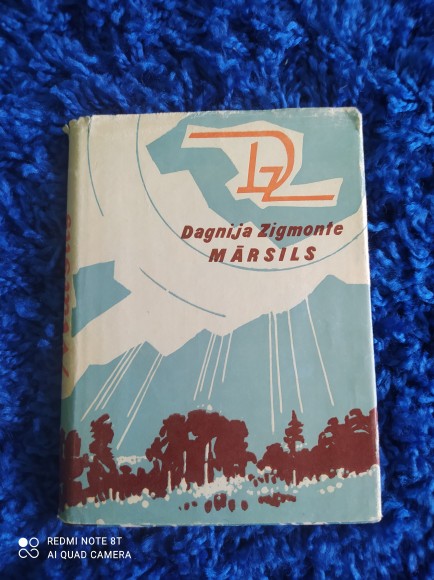 DZ
Dagnija Zigmonte
MĀRSILS
REDMI NOTE 8T
AI QUAD CAMERA